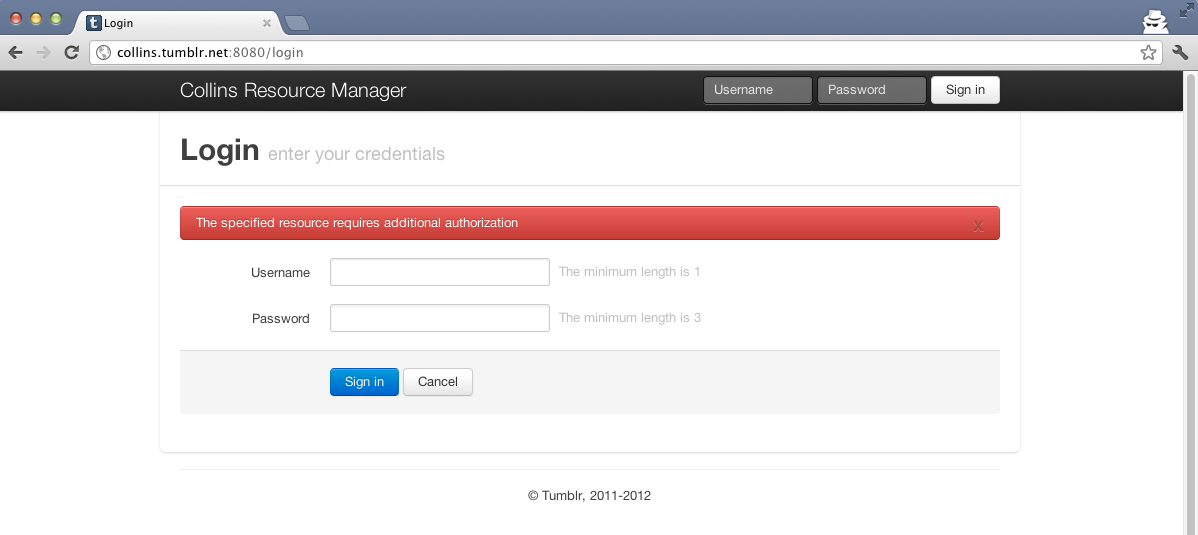 Login
collins.tumblr.net:8080/login
Collins Resource Manager Username Password Sign in
Login enter your credentials
The specified resource requires additional authorization x
Username The minimum length is 1
Password The minimum length is 3
Sign in Cancel
© Tumblr, 2011-2012